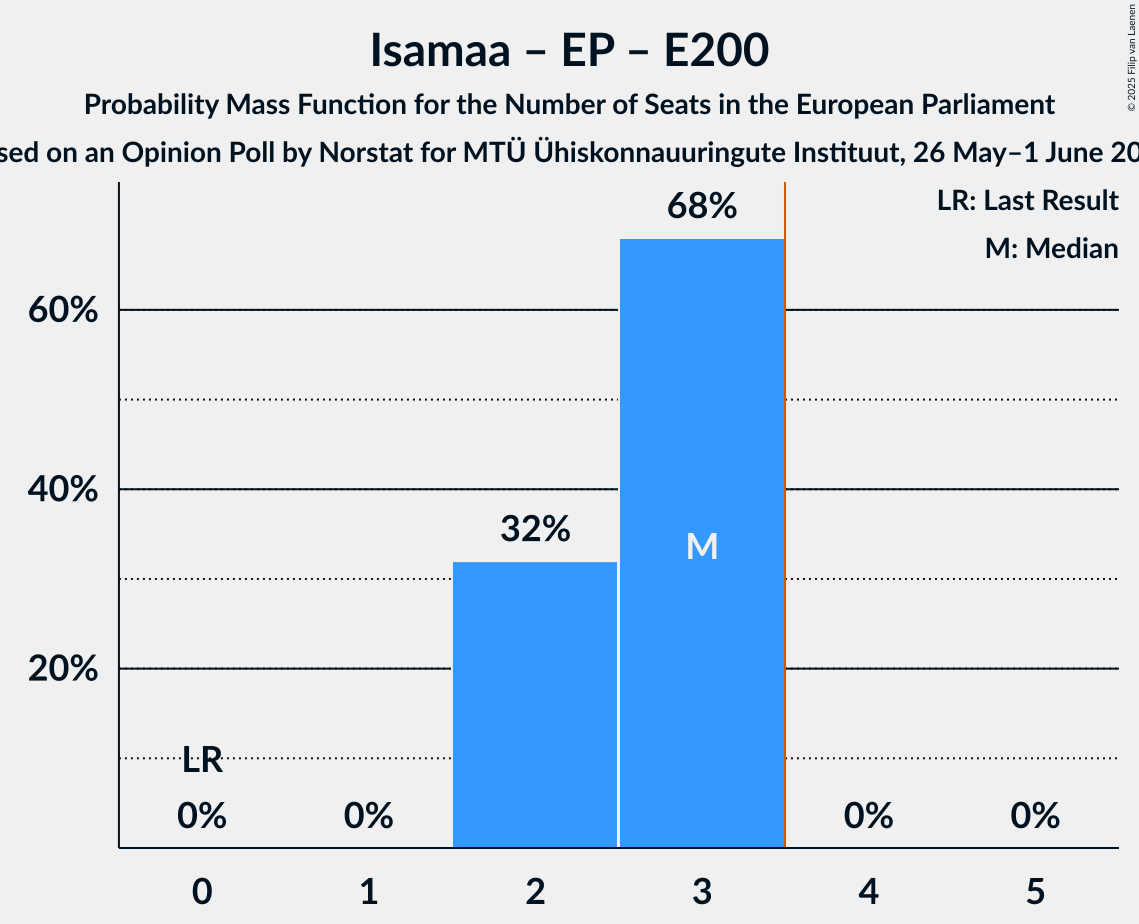 Isamaa – EP – E200
Probability Mass Function for the Number of Seats in the European Parliament
sed on an Opinion Poll by Norstat for MTÜ Ühiskonnauuringute Instituut, 26 May–1 June 20
© 2025 Filip van Laenen
LR: Last Result
M: Median
68%
60%
40%
32%
M
20%
LR
0%
0%
0%
0%
0
1
2
3
4
5